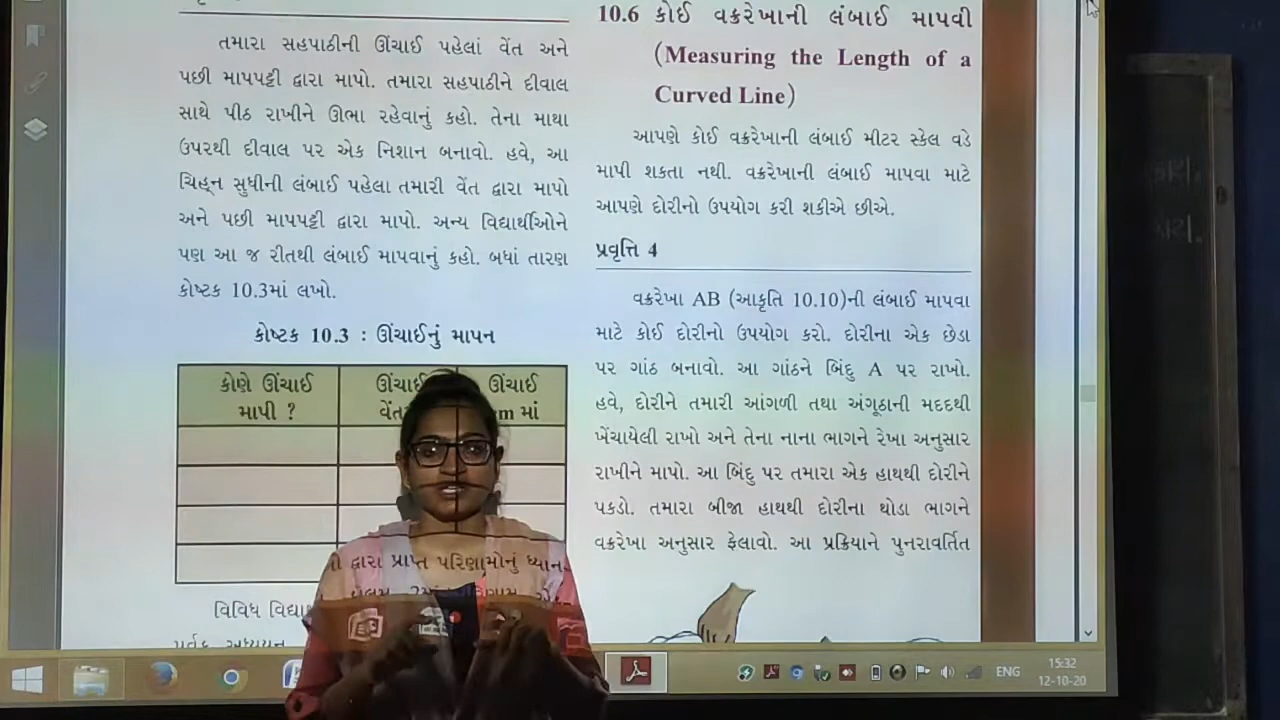 તમારા સહપાઠીની ઊંચાઈ પહેલાં વેંત અને
પછી માપપટ્ટી દ્વારા માપો. તમારા સહપાઠીને દીવાલ
સાથે પીઠ રાખીને ઊભા રહેવાનું કહો. તેના માથા
ઉપરથી દીવાલ પર એક નિશાન બનાવો. હવે, આ
ચિહ્ન સુધીની લંબાઈ પહેલા તમારી વેંત દ્વારા માપો
અને પછી માપપટ્ટી દ્વારા માપો. અન્ય વિદ્યાર્થીઓને
પણ આ જ રીતથી લંબાઈ માપવાનું કહો. બધાં તારણ
કોષ્ટક 10.3માં લખો.
કોષ્ટક 10.3 : ઊંચાઈનું માપન
કોણે ઊંચાઈ
માપી ?
ઊંચાઈ
ઊંચાઈ
cm માં
દ્વારા પ્રાપ્ત પરિણામોનું
વિવિધ
10.6 કોઈ વક્રરેખાની લંબાઈ માપવી
(Measuring the Length of a
Curved Line)
આપણે કોઈ વક્રરેખાની લંબાઈ મીટર સ્કેલ વડે
માપી શકતા નથી. વક્રરેખાની લંબાઈ માપવા માટે
આપણે દોરીનો ઉપયોગ કરી શકીએ છીએ.
પ્રવૃત્તિ 4
વક્રરેખા AB (આકૃતિ 10.10)ની લંબાઈ માપવા
માટે કોઈ દોરીનો ઉપયોગ કરો. દોરીના એક છેડા
પર ગાંઠ બનાવો. આ ગાંઠને બિંદુ A પર રાખો.
હવે, દોરીને તમારી આંગળી તથા અંગૂઠાની મદદથી
ખેંચાયેલી રાખો અને તેના નાના ભાગને રેખા અનુસાર
રાખીને માપો. આ બિંદુ પર તમારા એક હાથથી દોરીને
પકડો. તમારા બીજા હાથથી દોરીના થોડા ભાગને
વક્રરેખા અનુસાર ફેલાવો. આ પ્રક્રિયાને પુનરાવર્તિત
ENG
15:32
12-10-20